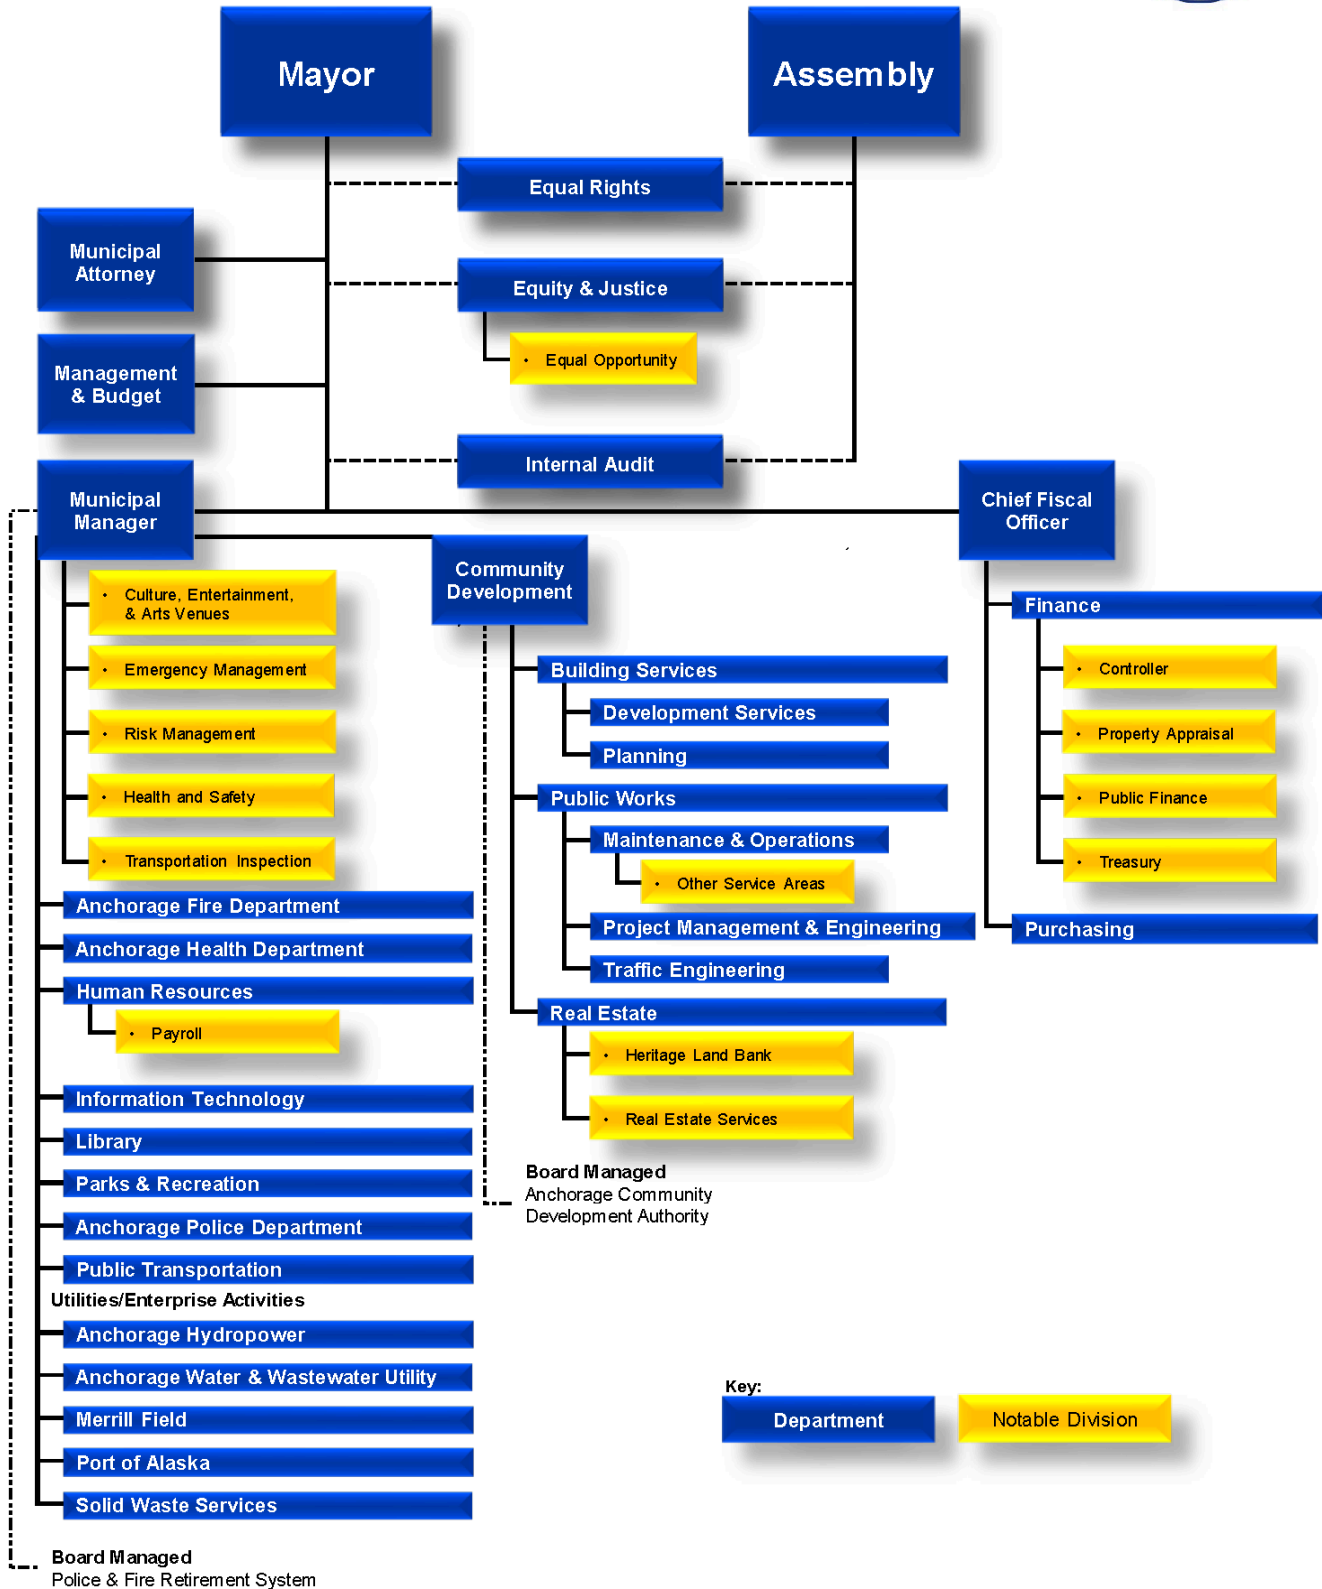 Mayor
Assembly
Equal Rights
Municipal
Attorney
Equity & Justice
• Equal Opportunity
Management
& Budget
Internal Audit
Municipal
Manager
Chief Fiscal
Officer
Community
Development
• Culture, Entertainment,
& Arts Venues
• Emergency Management
• Risk Management
• Health and Safety
• Transportation Inspection
Anchorage Fire Department
Anchorage Health Department
Human Resources
• Payroll
Information Technology
Library
Parks & Recreation
Anchorage Police Department
Public Transportation
Utilities/Enterprise Activities
Anchorage Hydropower
Anchorage Water & Wastewater Utility
Merrill Field
Port of Alaska
Solid Waste Services
Board Managed
Police & Fire Retirement System
Building Services
Development Services
Planning
Public Works
Maintenance & Operations
• Other Service Areas
Project Management & Engineering
Traffic Engineering
Real Estate
• Heritage Land Bank
• Real Estate Services
Board Managed
Anchorage Community
Development Authority
Finance
• Controller
• Property Appraisal
• Public Finance
• Treasury
Purchasing
Key:
Department
Notable Division